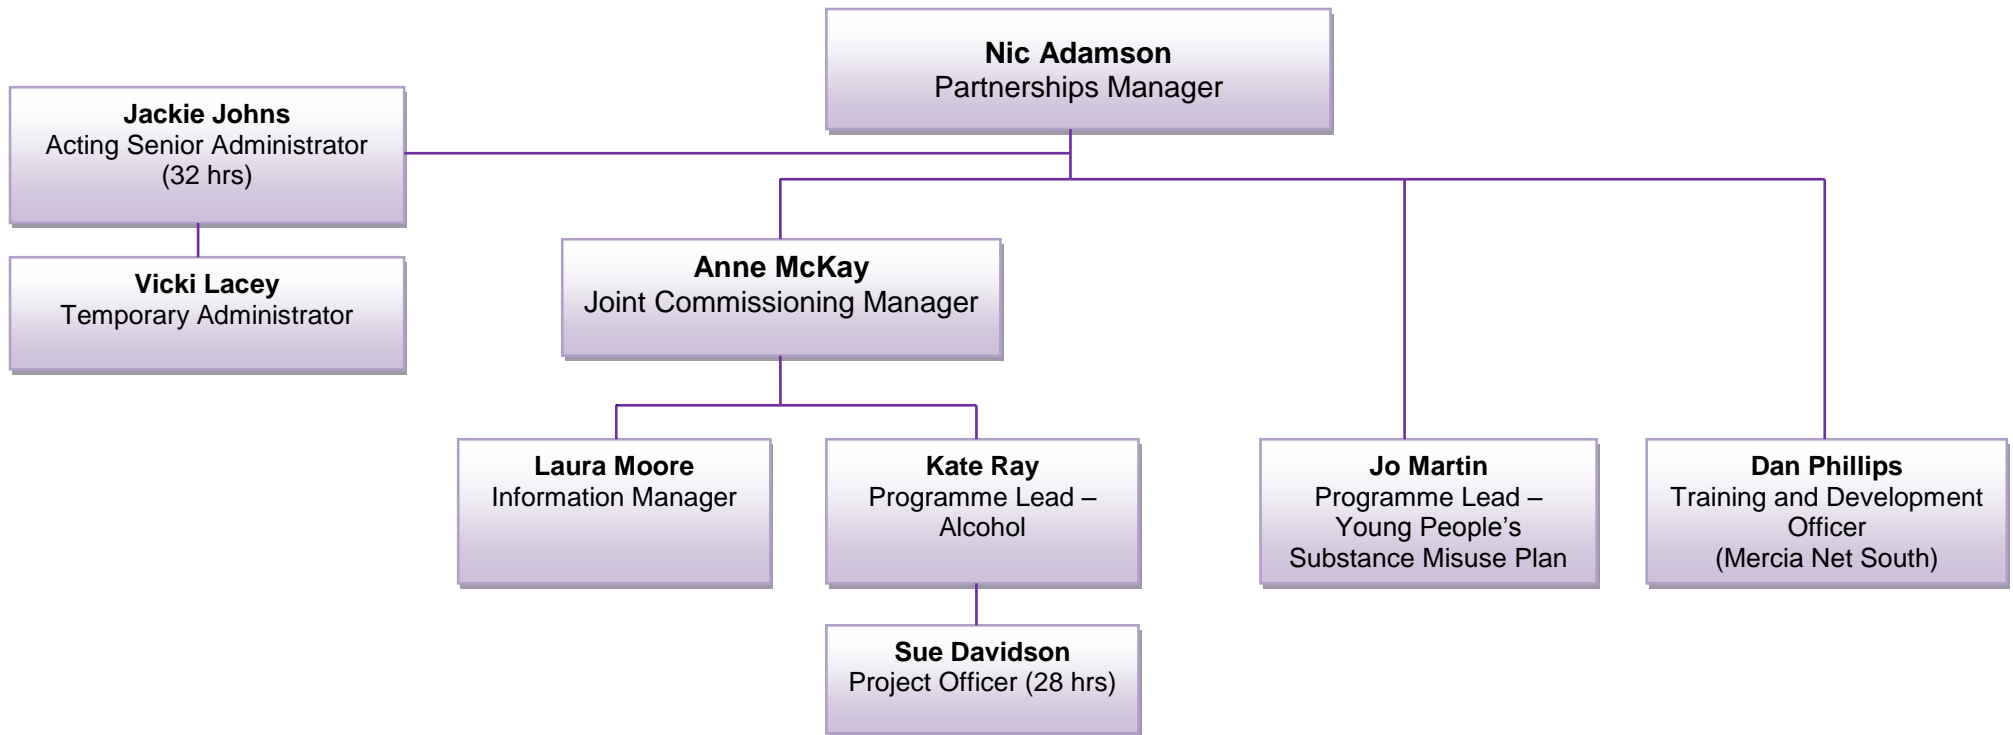 Nic Adamson
Partnerships Manager
Jackie Johns
Acting Senior Administrator
(32 hrs)
Vicki Lacey
Temporary Administrator
Anne McKay
Joint Commissioning Manager
Laura Moore
Information Manager
Kate Ray
Programme Lead –
Alcohol
Jo Martin
Programme Lead –
Young People’s
Substance Misuse Plan
Dan Phillips
Training and Development
Officer
(Mercia Net South)
Sue Davidson
Project Officer (28 hrs)